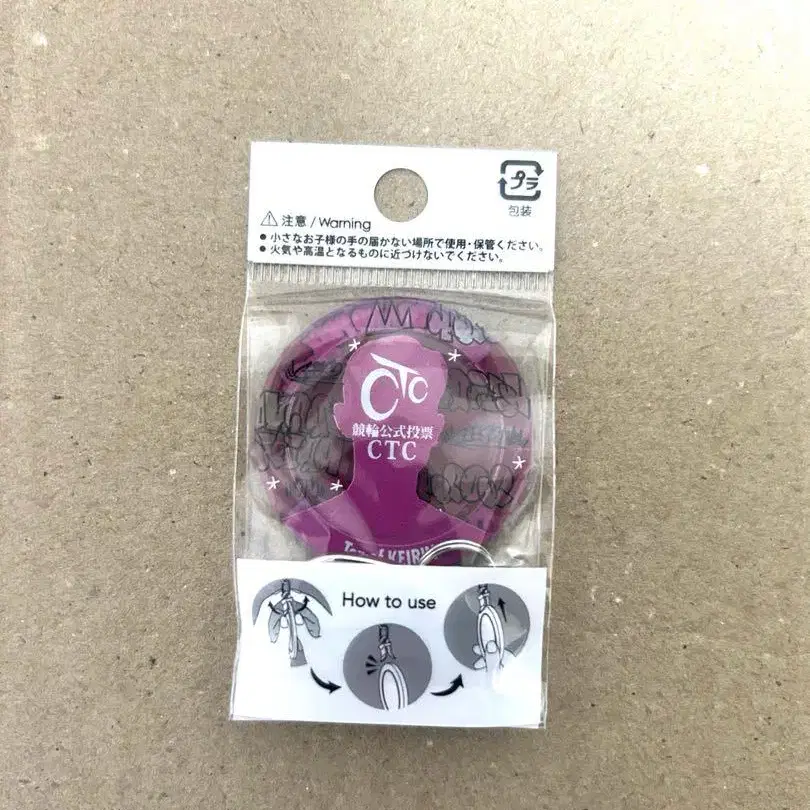 プラ
包装
⚠ 注意 / Warning
● 小さなお子様の手の届かない場所で使用・保管ください。
● 火気や高温となるものに近づけないでください。
CTC
競輪公式投票
CTC
KEIRIN
How to use